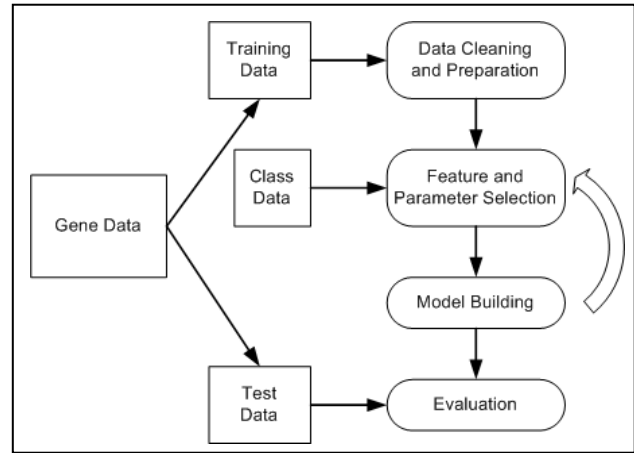 Training
Data
Data Cleaning
and Preparation
Class
Data
Feature and
Parameter Selection
Gene Data
Model Building
Test
Data
Evaluation